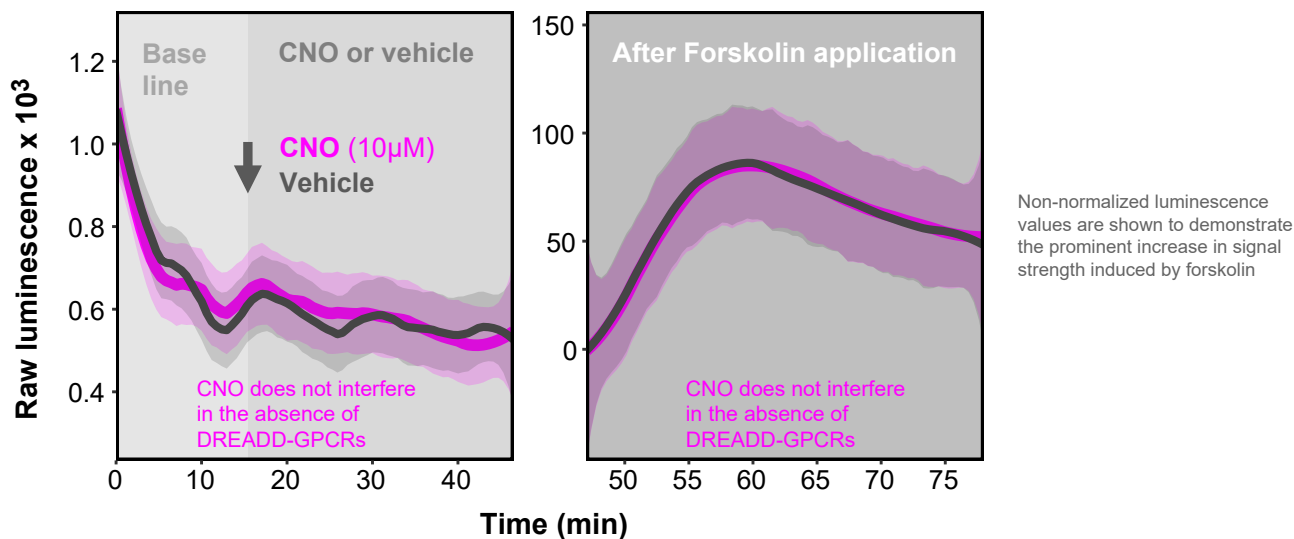 Raw luminescence x 10³
1.2
1.0
0.8
0.6
0.4
Base
line
CNO or vehicle
CNO (10µM)
Vehicle
CNO does not interfere
in the absence of
DREADD-GPCRs
0
10
20
30
40
150
100
50
0
After Forskolin application
CNO does not interfere
in the absence of
DREADD-GPCRs
50
55
60
65
70
75
Time (min)
Non-normalized luminescence
values are shown to demonstrate
the prominent increase in signal
strength induced by forskolin